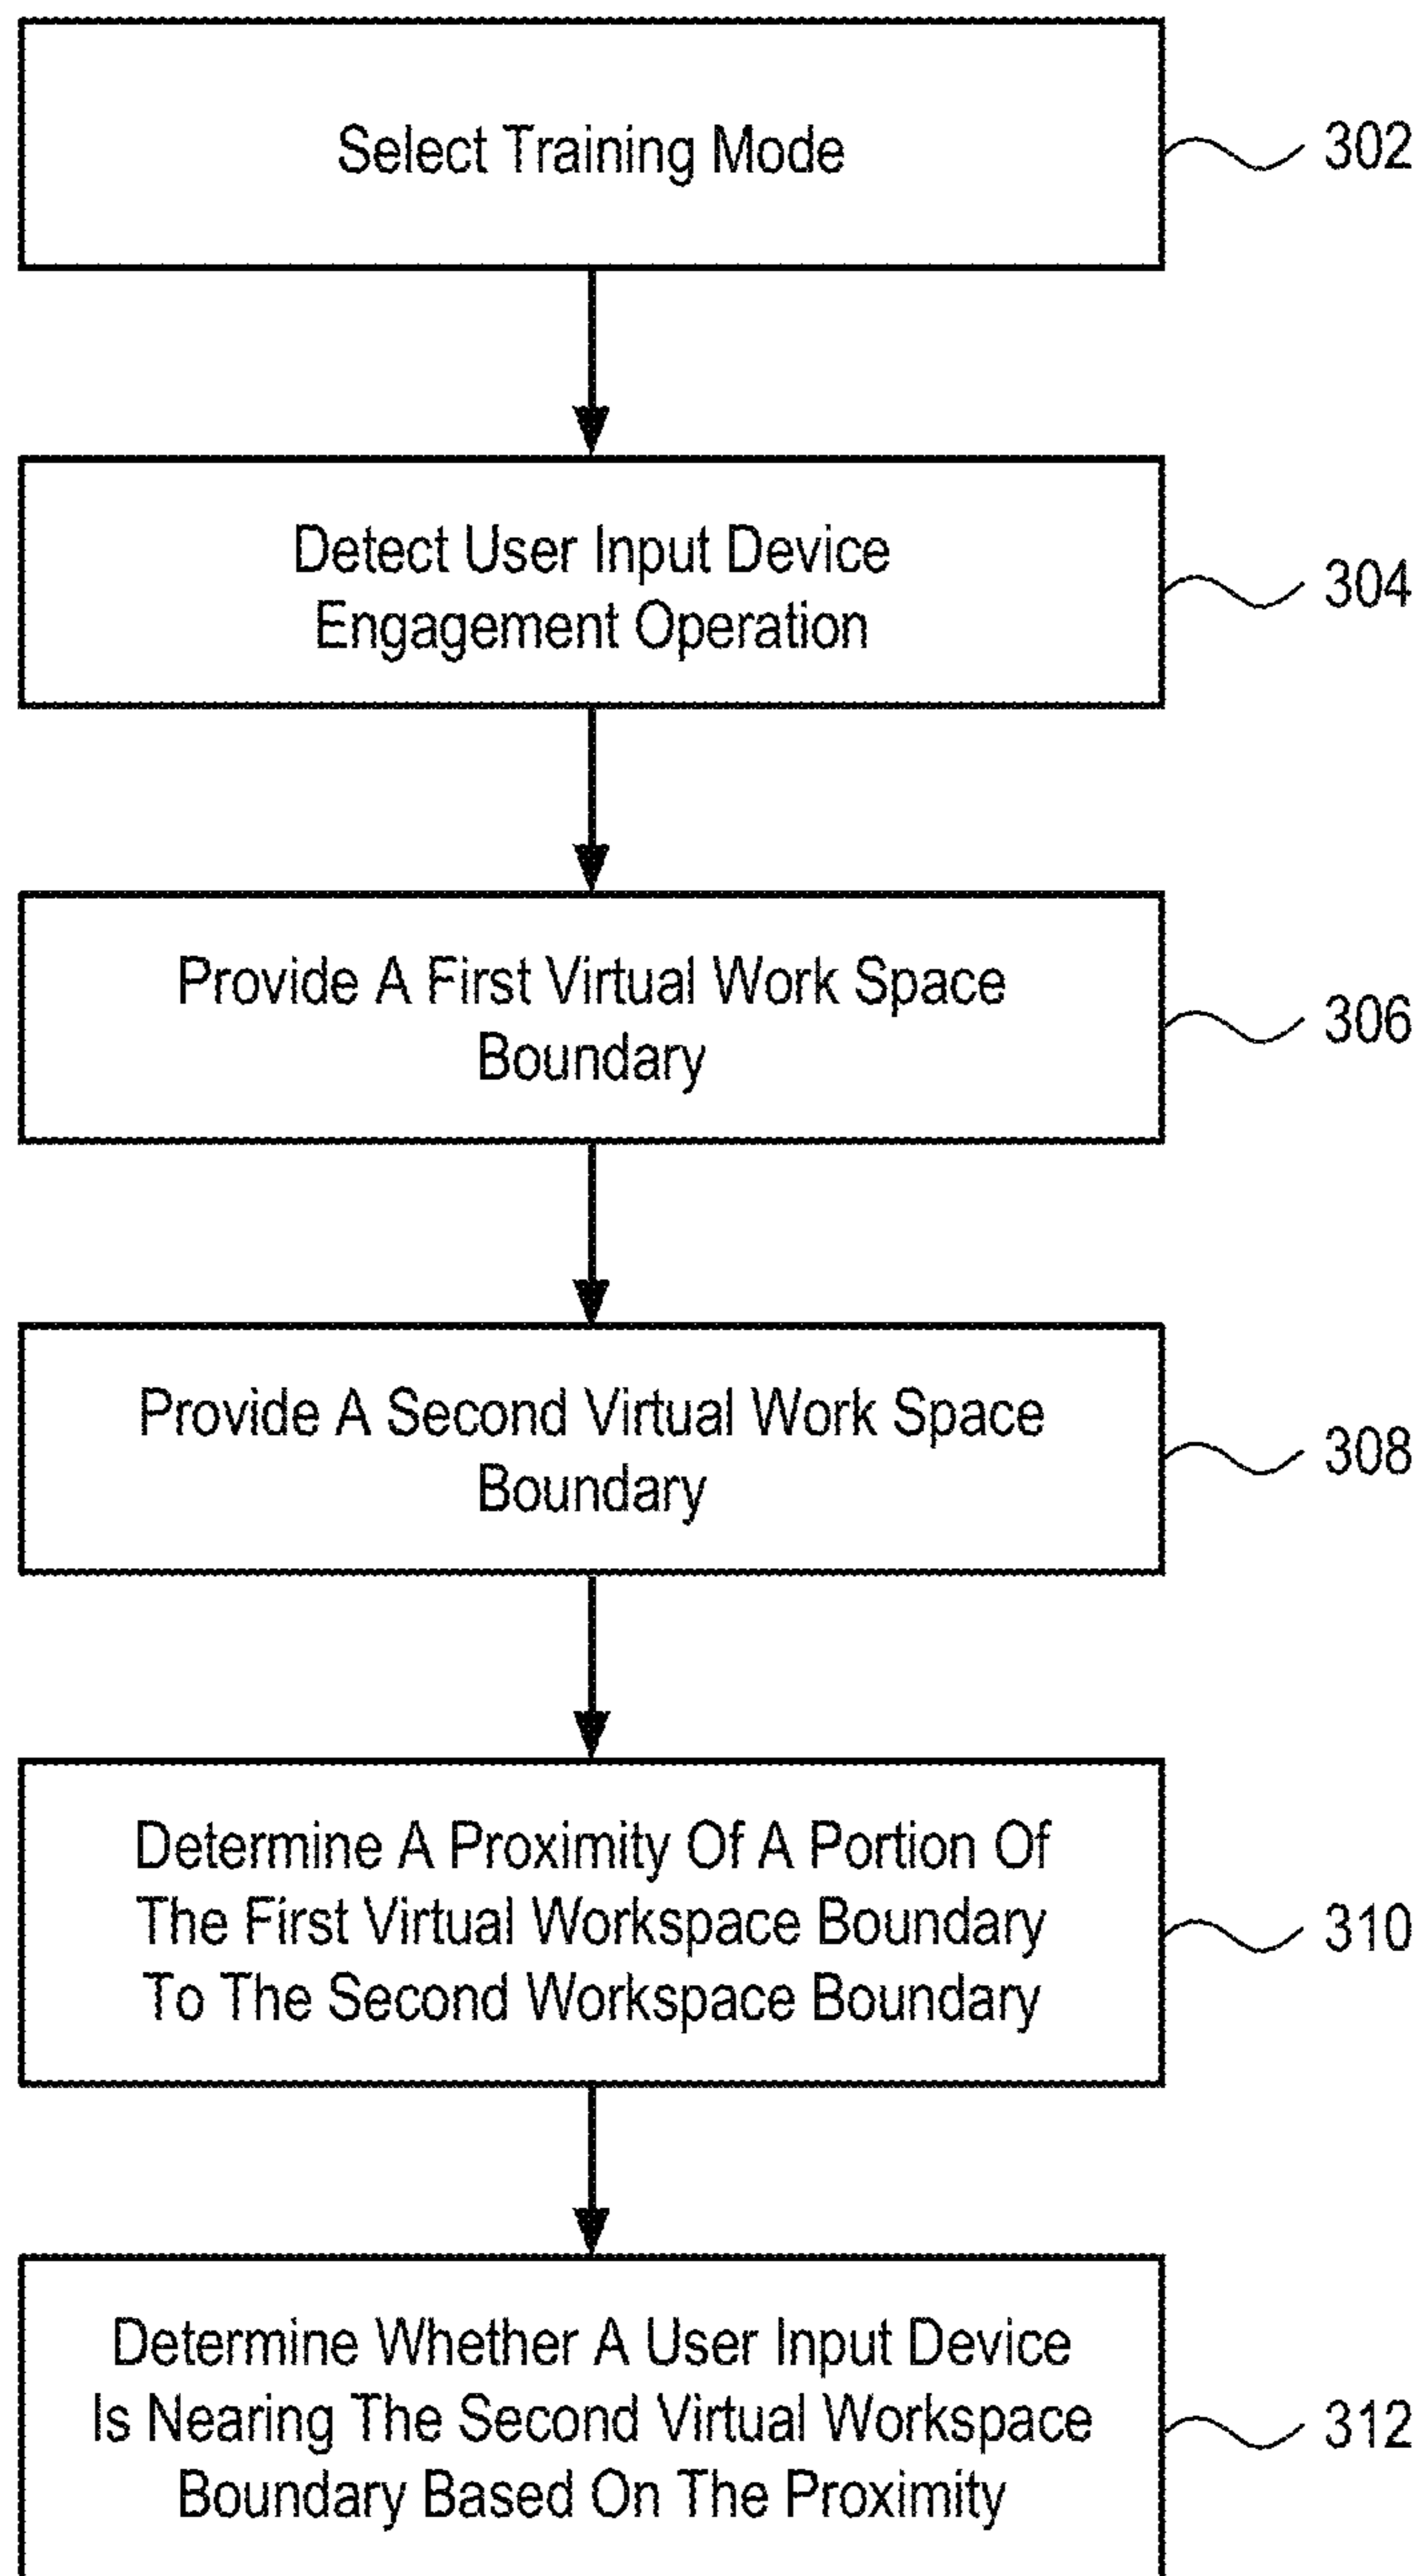 Select Training Mode
302
Detect User Input Device
Engagement Operation
304
Provide A First Virtual Work Space
Boundary
306
Provide A Second Virtual Work Space
Boundary
308
Determine A Proximity Of A Portion Of
The First Virtual Workspace Boundary
To The Second Workspace Boundary
310
Determine Whether A User Input Device
Is Nearing The Second Virtual Workspace
Boundary Based On The Proximity
312